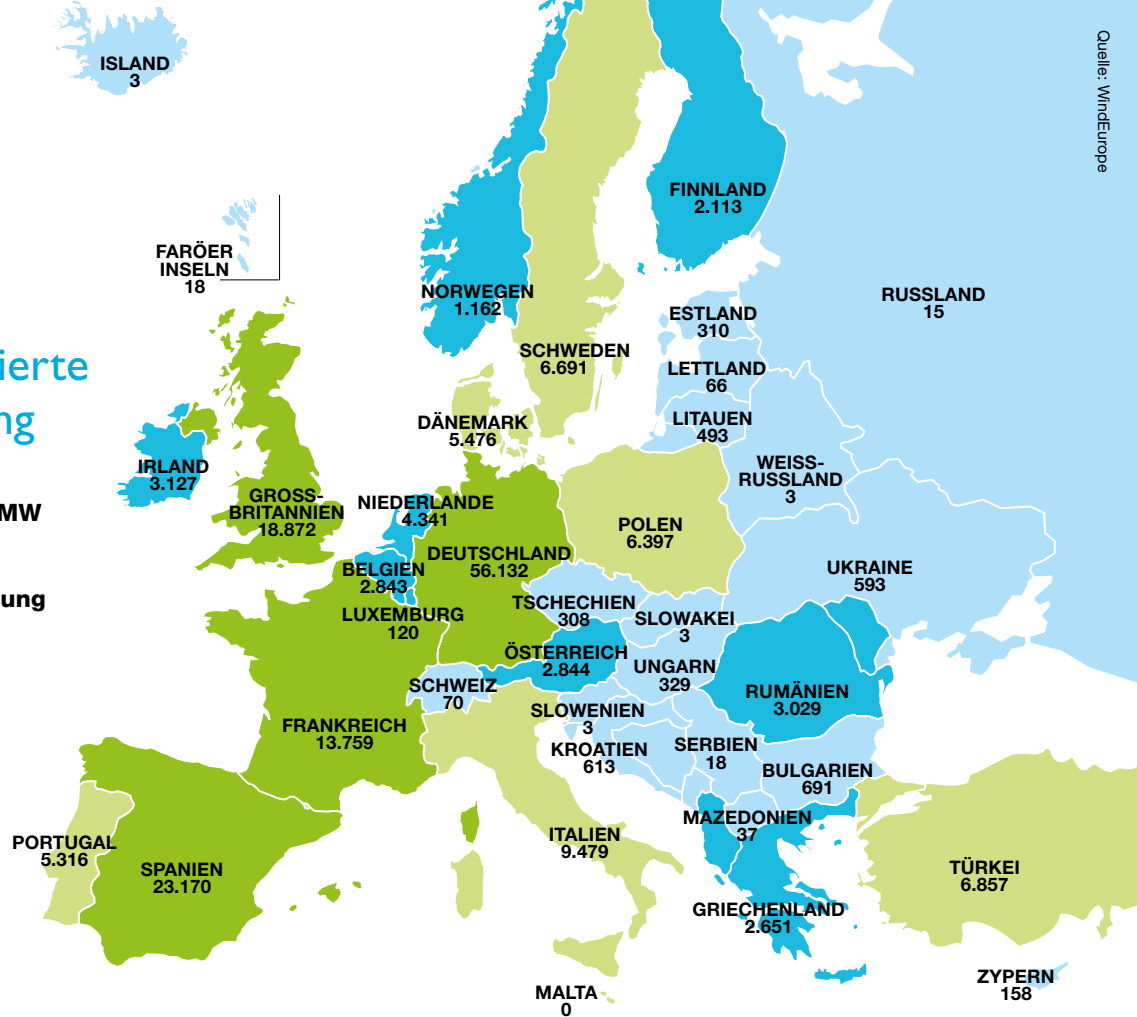 ISLAND
3
Quelle: WindEurope
FINNLAND
2.113
FARÖER
INSELN
18
NORWEGEN
1.162
RUSSLAND
15
ESTLAND
310
SCHWEDEN
6.691
ierte
LETTLAND
66
ng
DÄNEMARK
5.476
LITAUEN
493
IRLAND
3.127
WEISS-
RUSSLAND
3
GROSS-
BRITANNIEN
18.872
NIEDERLANDE
4.341
MW
POLEN
6.397
DEUTSCHLAND
56.132
BELGIEN
2.843
UKRAINE
593
ung
LUXEMBURG
120
TSCHECHIEN
308
SLOWAKEI
3
ÖSTERREICH
2.844
UNGARN
329
SCHWEIZ
70
RUMÄNIEN
3.029
SLOWENIEN
3
FRANKREICH
13.759
KROATIEN
613
SERBIEN
18
BULGARIEN
691
MAZEDONIEN
37
PORTUGAL
5.316
ITALIEN
9.479
SPANIEN
23.170
TÜRKEI
6.857
GRIECHENLAND
2.651
ZYPERN
158
MALTA
0